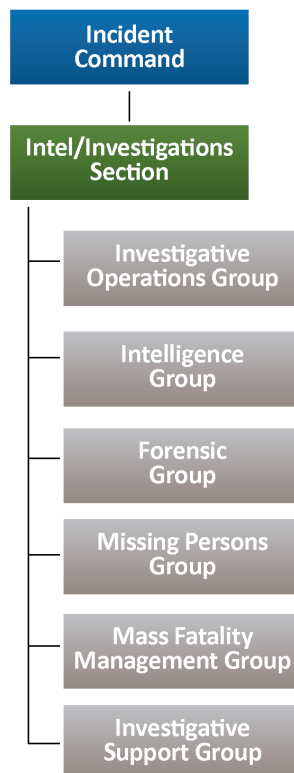 Incident
Command
Intel/Investigations
Section
Investigative
Operations Group
Intelligence
Group
Forensic
Group
Missing Persons
Group
Mass Fatality
Management Group
Investigative
Support Group